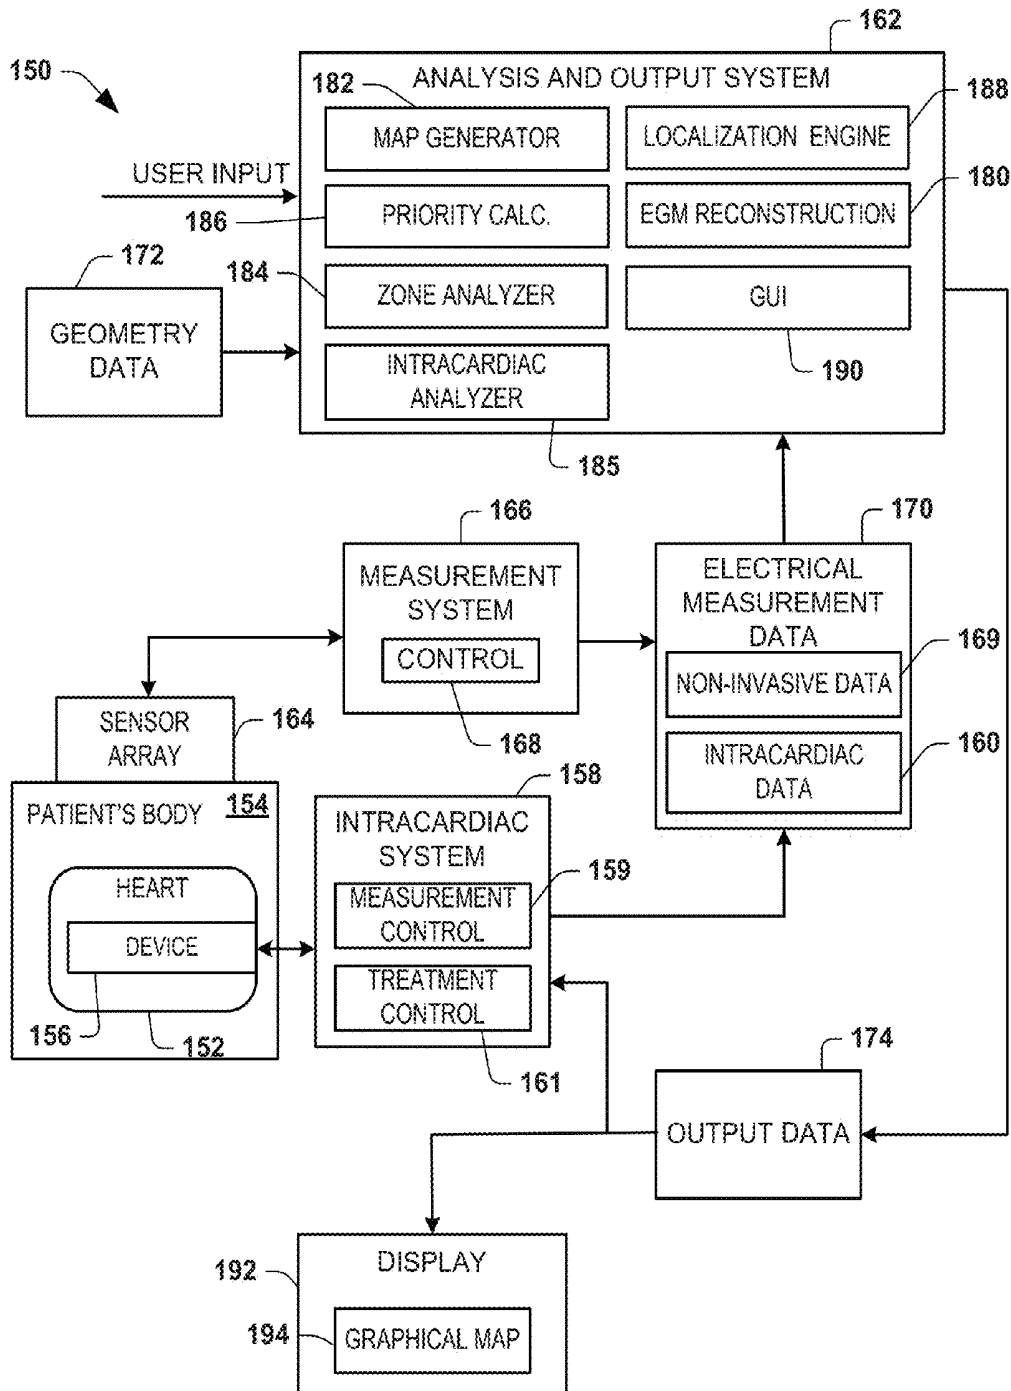 162
150
ANALYSIS AND OUTPUT SYSTEM
182
188
MAP GENERATOR
LOCALIZATION ENGINE
USER INPUT
186
PRIORITY CALC.
EGM RECONSTRUCTION
180
172
184
ZONE ANALYZER
GUI
GEOMETRY
DATA
190
INTRACARDIAC
ANALYZER
185
166
170
MEASUREMENT
SYSTEM
CONTROL
168
ELECTRICAL
MEASUREMENT
DATA
169
NON-INVASIVE DATA
160
INTRACARDIAC
DATA
SENSOR
ARRAY
164
158
PATIENT'S BODY
154
INTRACARDIAC
SYSTEM
159
HEART
MEASUREMENT
CONTROL
DEVICE
TREATMENT
CONTROL
156
152
161
174
OUTPUT DATA
192
DISPLAY
194
GRAPHICAL MAP